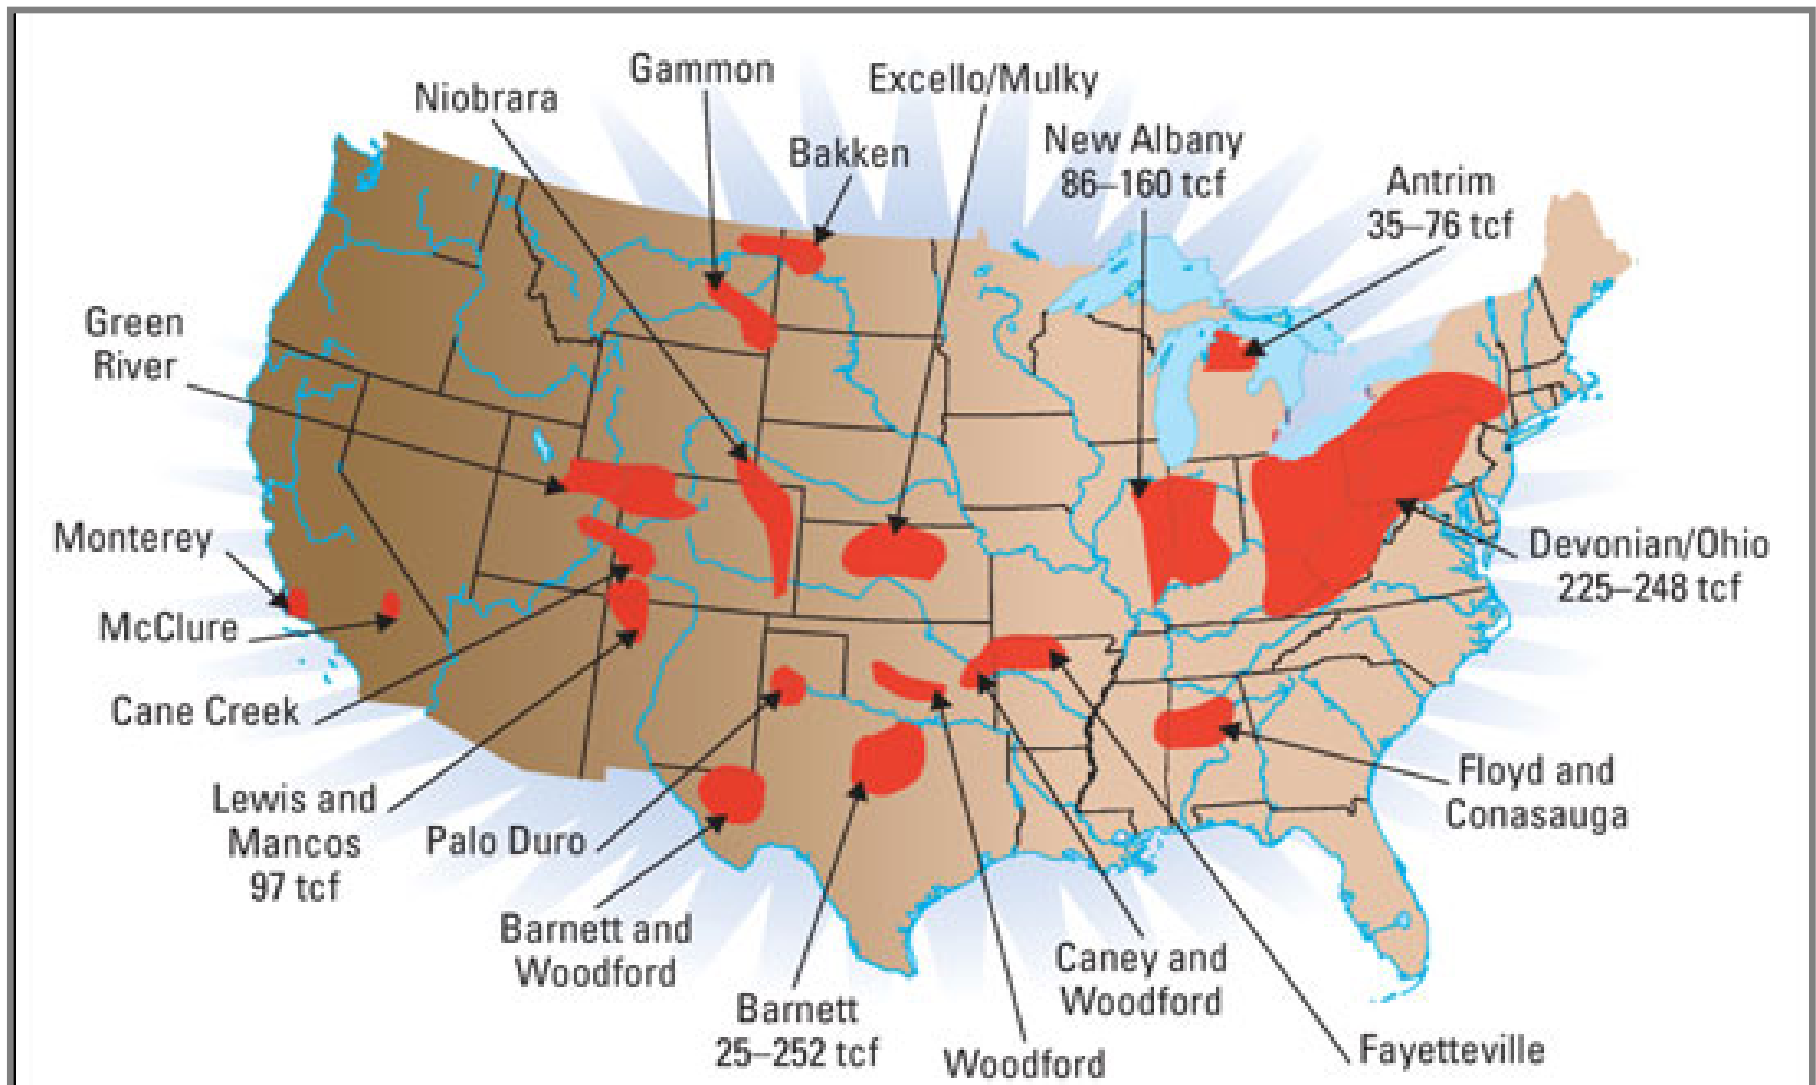 Gammon
Excello/Mulky
Niobrara
Bakken
New Albany
86–160 tcf
Antrim
35–76 tcf
Green
River
Monterey
McClure
Devonian/Ohio
225–248 tcf
Cane Creek
Lewis and
Mancos
97 tcf
Palo Duro
Floyd and
Conasauga
Barnett and
Woodford
Barnett
25–252 tcf
Woodford
Caney and
Woodford
Fayetteville